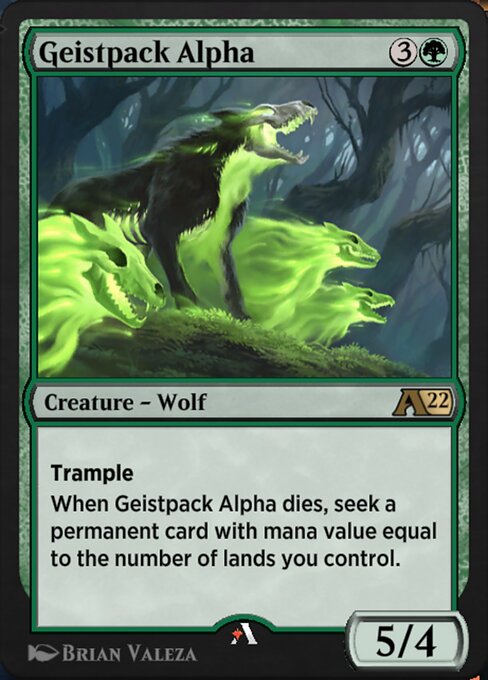 Geistpack Alpha 3
Creature – Wolf A22
Trample
When Geistpack Alpha dies, seek a
permanent card with mana value equal
to the number of lands you control.
BRIAN VALEZA
5/4